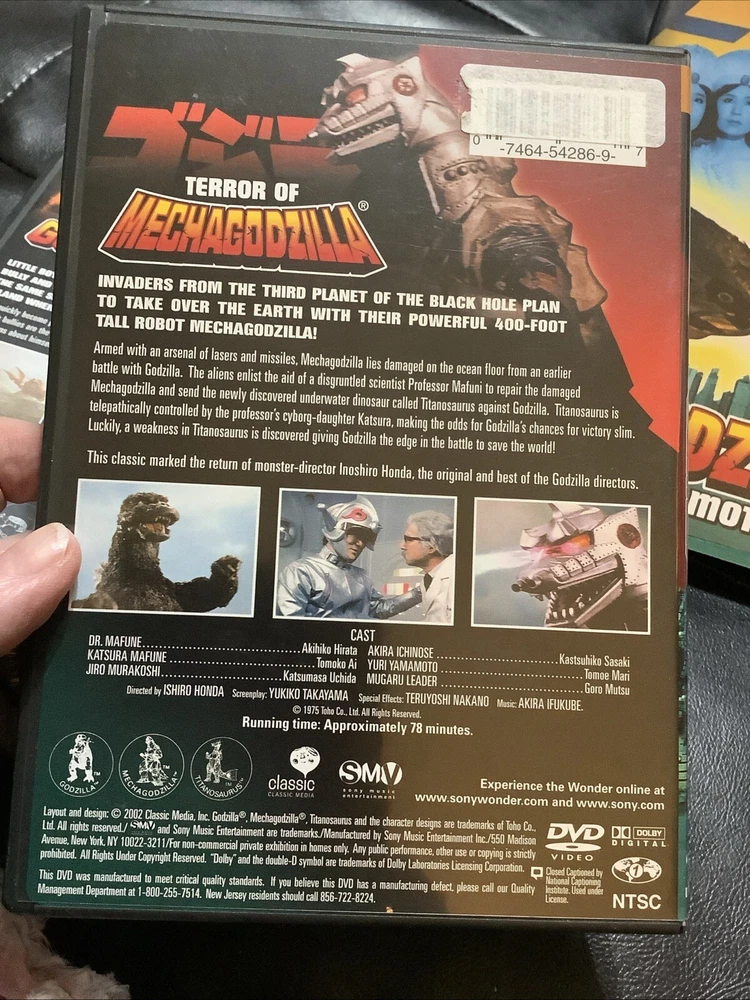 0 -7464-54286-9- 7
ゴジラ
TERROR OF
MECHAGODZILLA®
INVADERS FROM THE THIRD PLANET OF THE BLACK HOLE PLAN
TO TAKE OVER THE EARTH WITH THEIR POWERFUL 400-FOOT
TALL ROBOT MECHAGODZILLA!
Armed with an arsenal of lasers and missiles, Mechagodzilla lies damaged on the ocean floor from an earlier
battle with Godzilla. The aliens enlist the aid of a disgruntled scientist Professor Mafuni to repair the damaged
Mechagodzilla and send the newly discovered underwater dinosaur called Titanosaurus against Godzilla. Titanosaurus is
telepathically controlled by the professor's cyborg-daughter Katsura, making the odds for Godzilla's chances for victory slim.
Luckily, a weakness in Titanosaurus is discovered giving Godzilla the edge in the battle to save the world!
This classic marked the return of monster-director Inoshiro Honda, the original and best of the Godzilla directors.
CAST
DR. MAFUNE Akihiko Hirata
KATSURA MAFUNE Tomoko Ai
JIRO MURAKOSHI Katsumasa Uchida
AKIRA ICHINOSE Kastsuhiko Sasaki
YURI YAMAMOTO Tomoe Mari
MUGARU LEADER Goro Mutsu
Directed by ISHIRO HONDA Screenplay: YUKIKO TAKAYAMA Special Effects: TERUYOSHI NAKANO Music: AKIRA IFUKUBE.
© 1975 Toho Co., Ltd. All Rights Reserved.
Running time: Approximately 78 minutes.
GODZILLA™
MECHAGODZILLA™
TITANOSAURUS™
classic
CLASSIC MEDIA
SMV
sony music
entertainment
Experience the Wonder online at
www.sonywonder.com and www.sony.com
Layout and design: © 2002 Classic Media, Inc. Godzilla®, Mechagodzilla®, Titanosaurus and the character designs are trademarks of Toho Co.,
Ltd. All rights reserved./ SMV and Sony Music Entertainment are trademarks./Manufactured by Sony Music Entertainment Inc./550 Madison
Avenue, New York, NY 10022-3211/For non-commercial private exhibition in homes only. Any public performance, other use or copying is strictly
prohibited. All Rights Under Copyright Reserved. "Dolby" and the double-D symbol are trademarks of Dolby Laboratories Licensing Corporation.
This DVD was manufactured to meet critical quality standards. If you believe this DVD has a manufacturing defect, please call our Quality
Management Department at 1-800-255-7514. New Jersey residents should call 856-722-8224.
DVD
VIDEO
DOLBY
DIGITAL
Closed Captioned by
National Captioning
Institute. Used under
License.
1
NTSC
LITTLE BO
BULLY AND
THE SAME S
LAND WHE
OZ
MOT